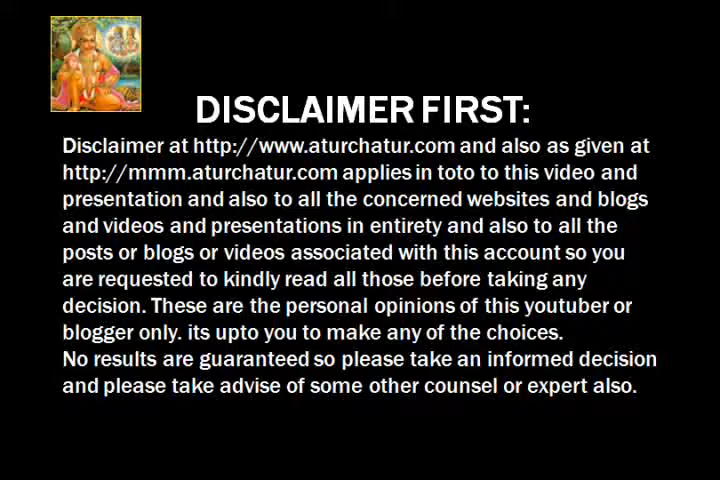 DISCLAIMER FIRST:
Disclaimer at http://www.aturchatur.com and also as given at
http://mmm.aturchatur.com applies in toto to this video and
presentation and also to all the concerned websites and blogs
and videos and presentations in entirety and also to all the
posts or blogs or videos associated with this account so you
are requested to kindly read all those before taking any
decision. These are the personal opinions of this youtuber or
blogger only. its upto you to make any of the choices.
No results are guaranteed so please take an informed decision
and please take advise of some other counsel or expert also.